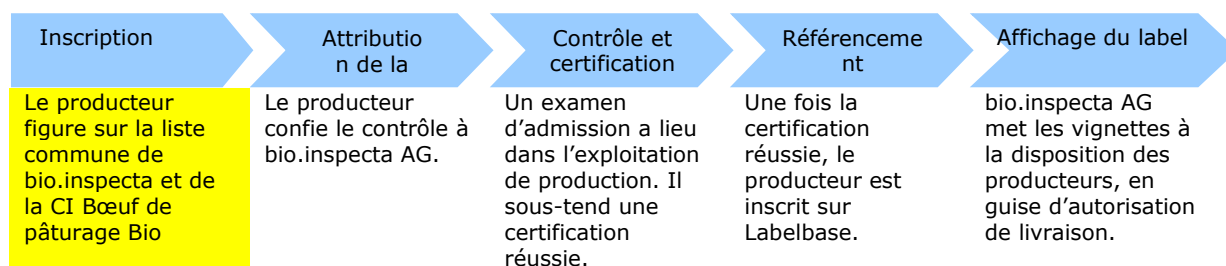 Inscription
Le producteur
figure sur la liste
commune de
bio.inspecta et de
la CI Bœuf de
pâturage Bio
Attributio
n de la
Le producteur
confie le contrôle à
bio.inspecta AG.
Contrôle et
certification
Un examen
d’admission a lieu
dans l’exploitation
de production. Il
sous-tend une
certification
réussie.
Référenceme
nt
Une fois la
certification
réussie, le
producteur est
inscrit sur
Labelbase.
Affichage du label
bio.inspecta AG
met les vignettes à
la disposition des
producteurs, en
guise d’autorisation
de livraison.